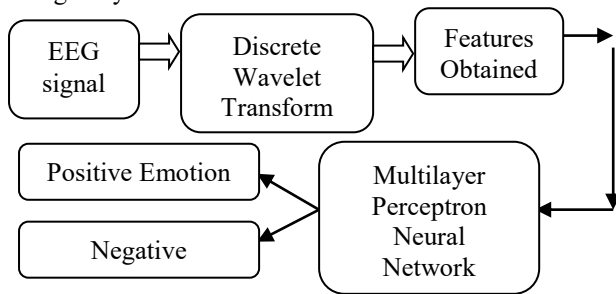 EEG
signal
Discrete
Wavelet
Transform
Features
Obtained
Multilayer
Perceptron
Neural
Network
Positive Emotion
Negative